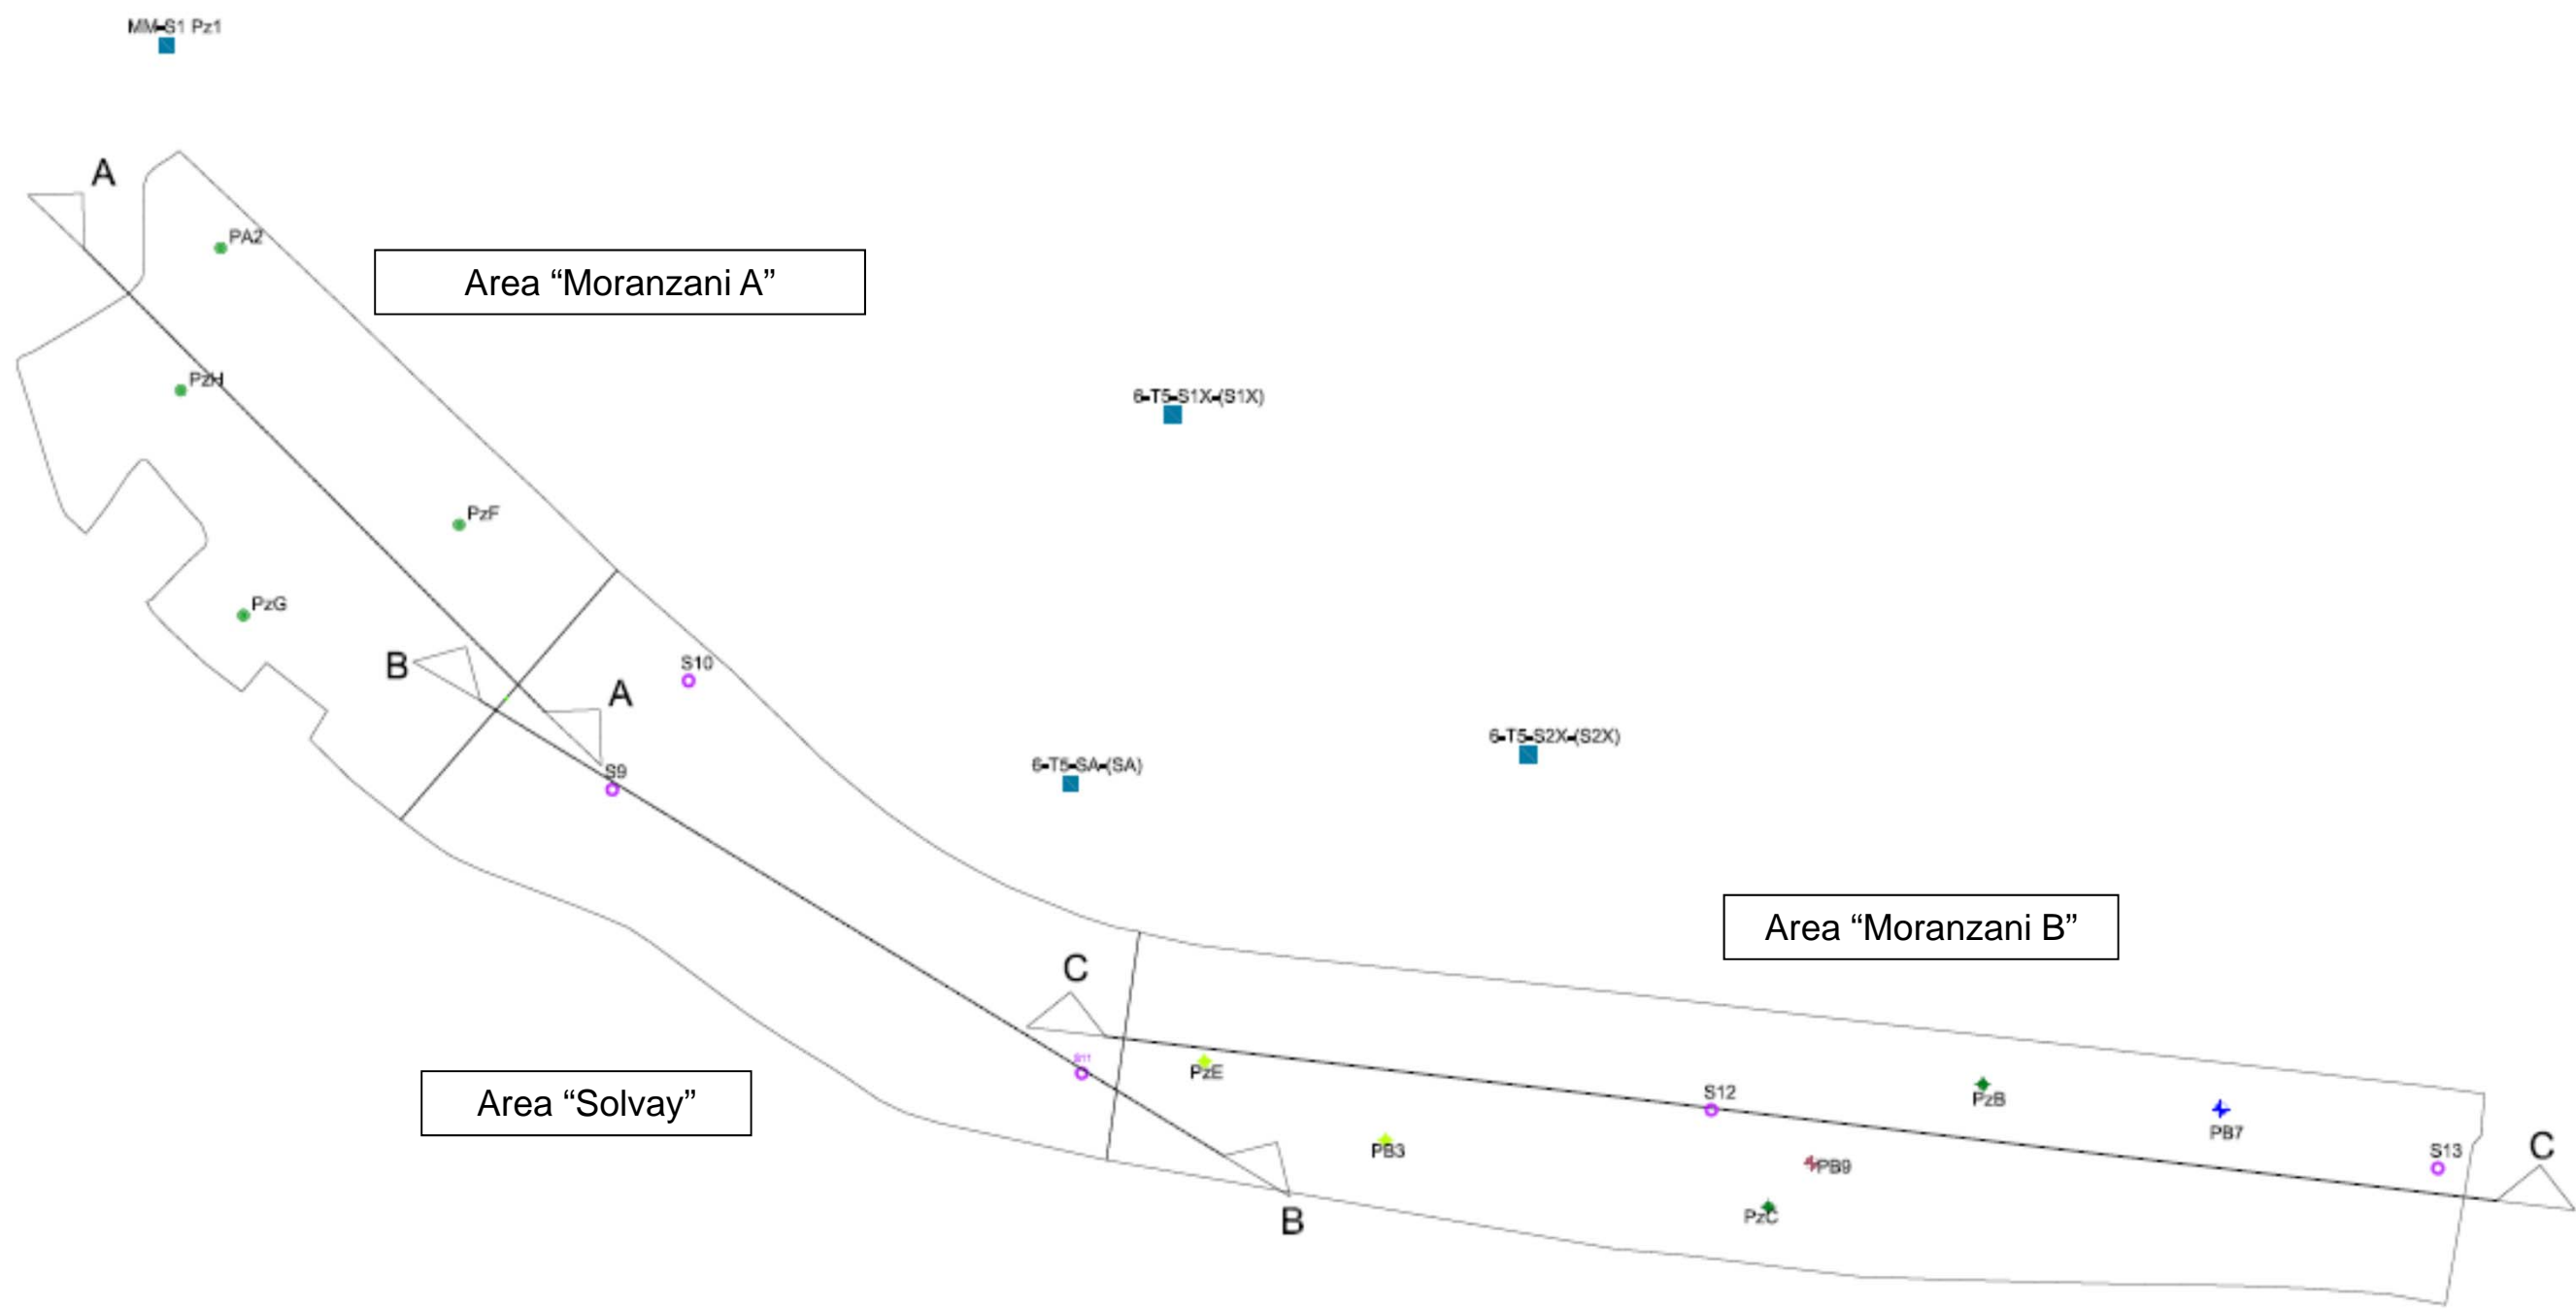 MM-S1 Pz1
A
PA2
Area “Moranzani A”
PzH
6-T5-S1X-(S1X)
PzF
PzG
B
S10
A
6-T5-S2X-(S2X)
6-T5-SA-(SA)
S9
Area “Moranzani B”
C
S11
PzE
S12
PzB
Area “Solvay”
PB7
PB3
S13
C
PB9
PzC
B